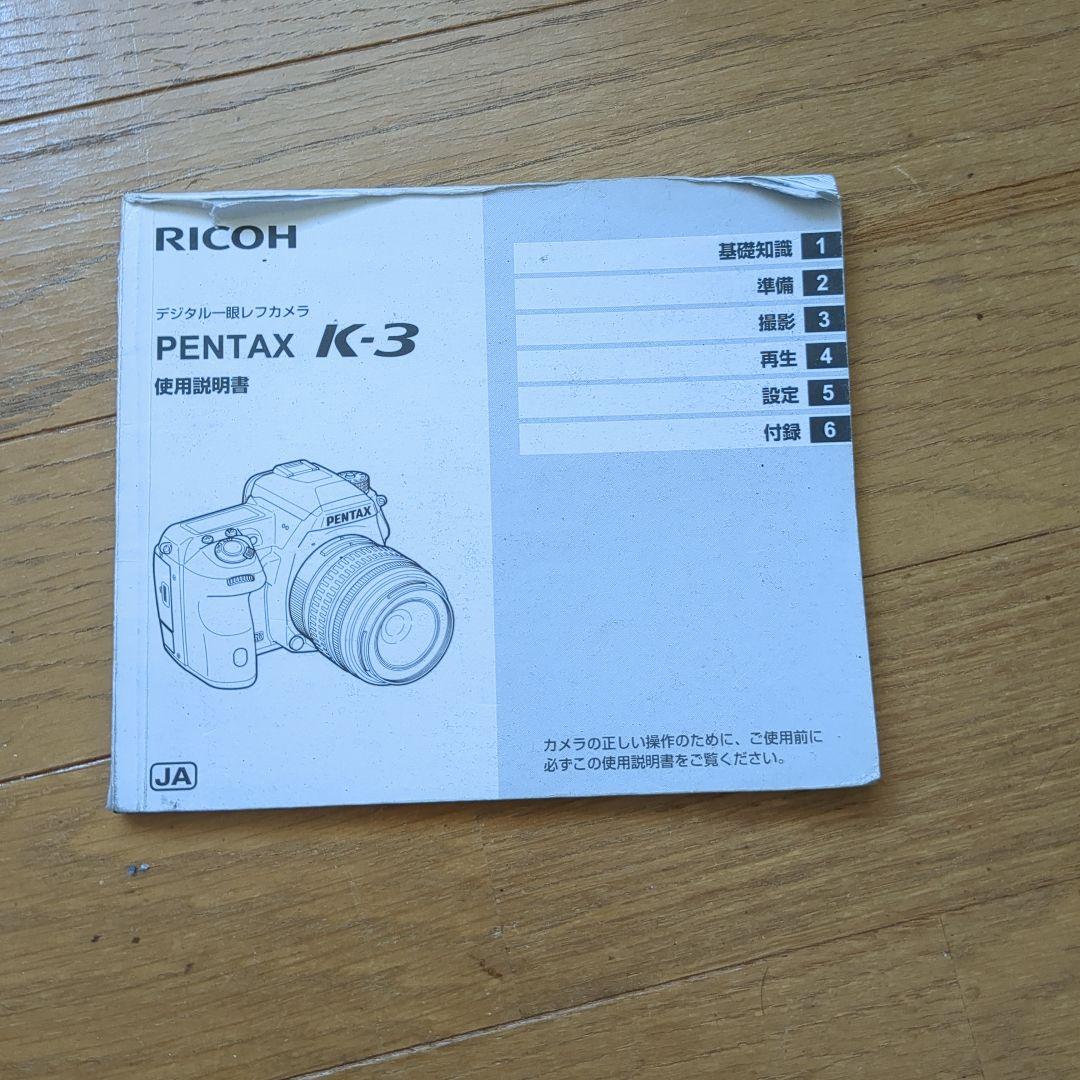 RICOH
デジタル一眼レフカメラ
PENTAX K-3
使用説明書
PENTAX
JA
基礎知識 1
準備 2
撮影 3
再生 4
設定 5
付録 6
カメラの正しい操作のために、ご使用前に
必ずこの使用説明書をご覧ください。